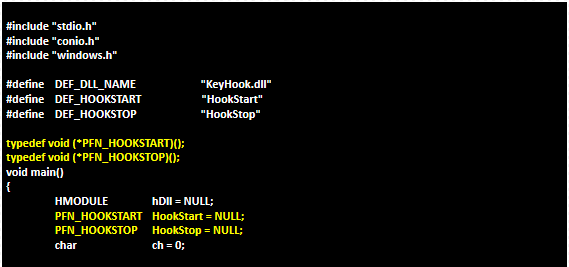 #include "stdio.h"
#include "conio.h"
#include "windows.h"
#define DEF_DLL_NAME "KeyHook.dll"
#define DEF_HOOKSTART "HookStart"
#define DEF_HOOKSTOP "HookStop"
typedef void (*PFN_HOOKSTART)();
typedef void (*PFN_HOOKSTOP)();
void main()
{
HMODULE hDll = NULL;
PFN_HOOKSTART HookStart = NULL;
PFN_HOOKSTOP HookStop = NULL;
char ch = 0;